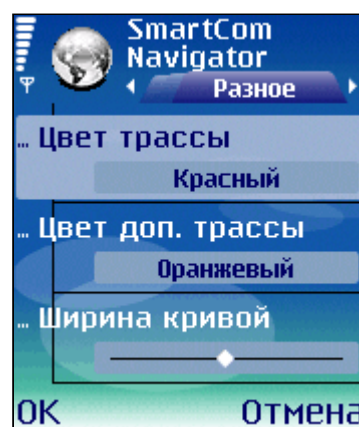 SmartCom
Navigator
Разное
... Цвет трассы
Красный
... Цвет доп. трассы
Оранжевый
... Ширина кривой
OK Отмена